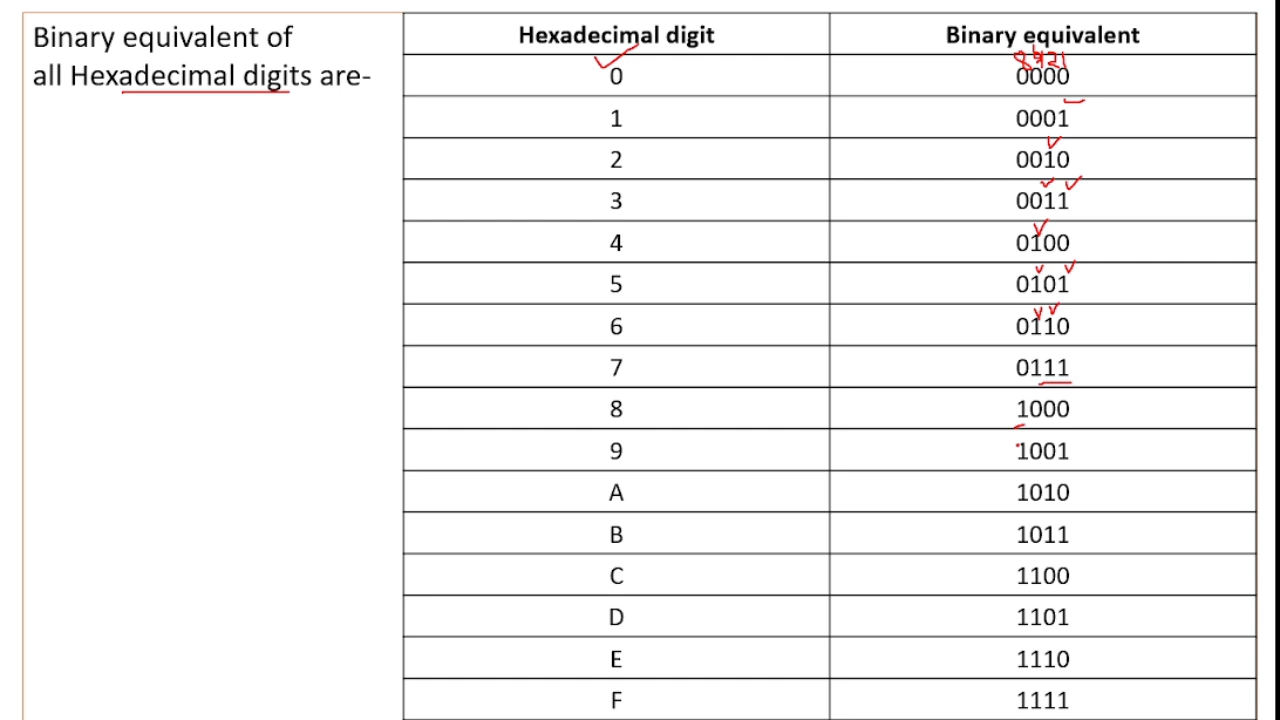 Binary equivalent of
all Hexadecimal digits are-
Hexadecimal digit Binary equivalent
8421
0 0000
1 0001
2 0010
3 0011
4 0100
5 0101
6 0110
7 0111
8 1000
9 1001
A 1010
B 1011
C 1100
D 1101
E 1110
F 1111